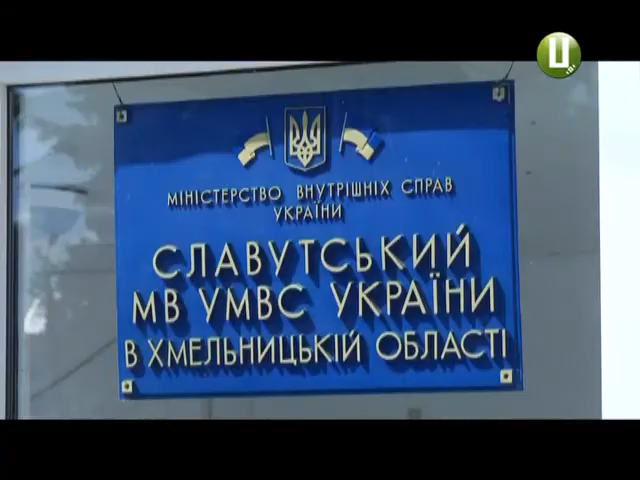 Ц
МІНІСТЕРСТВО ВНУТРІШНІХ СПРАВ
УКРАЇНИ
СЛАВУТСЬКИЙ
МВ УМВС УКРАЇНИ
В ХМЕЛЬНИЦЬКІЙ ОБЛАСТІ